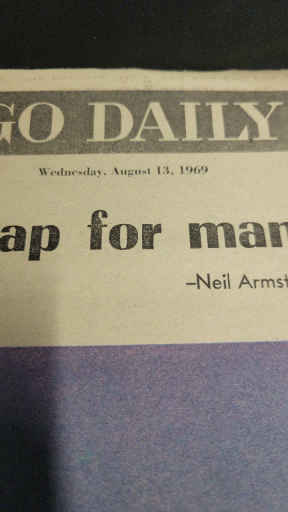 GO DAILY
Wednesday, August 13, 1969
ap for man
–Neil Armst